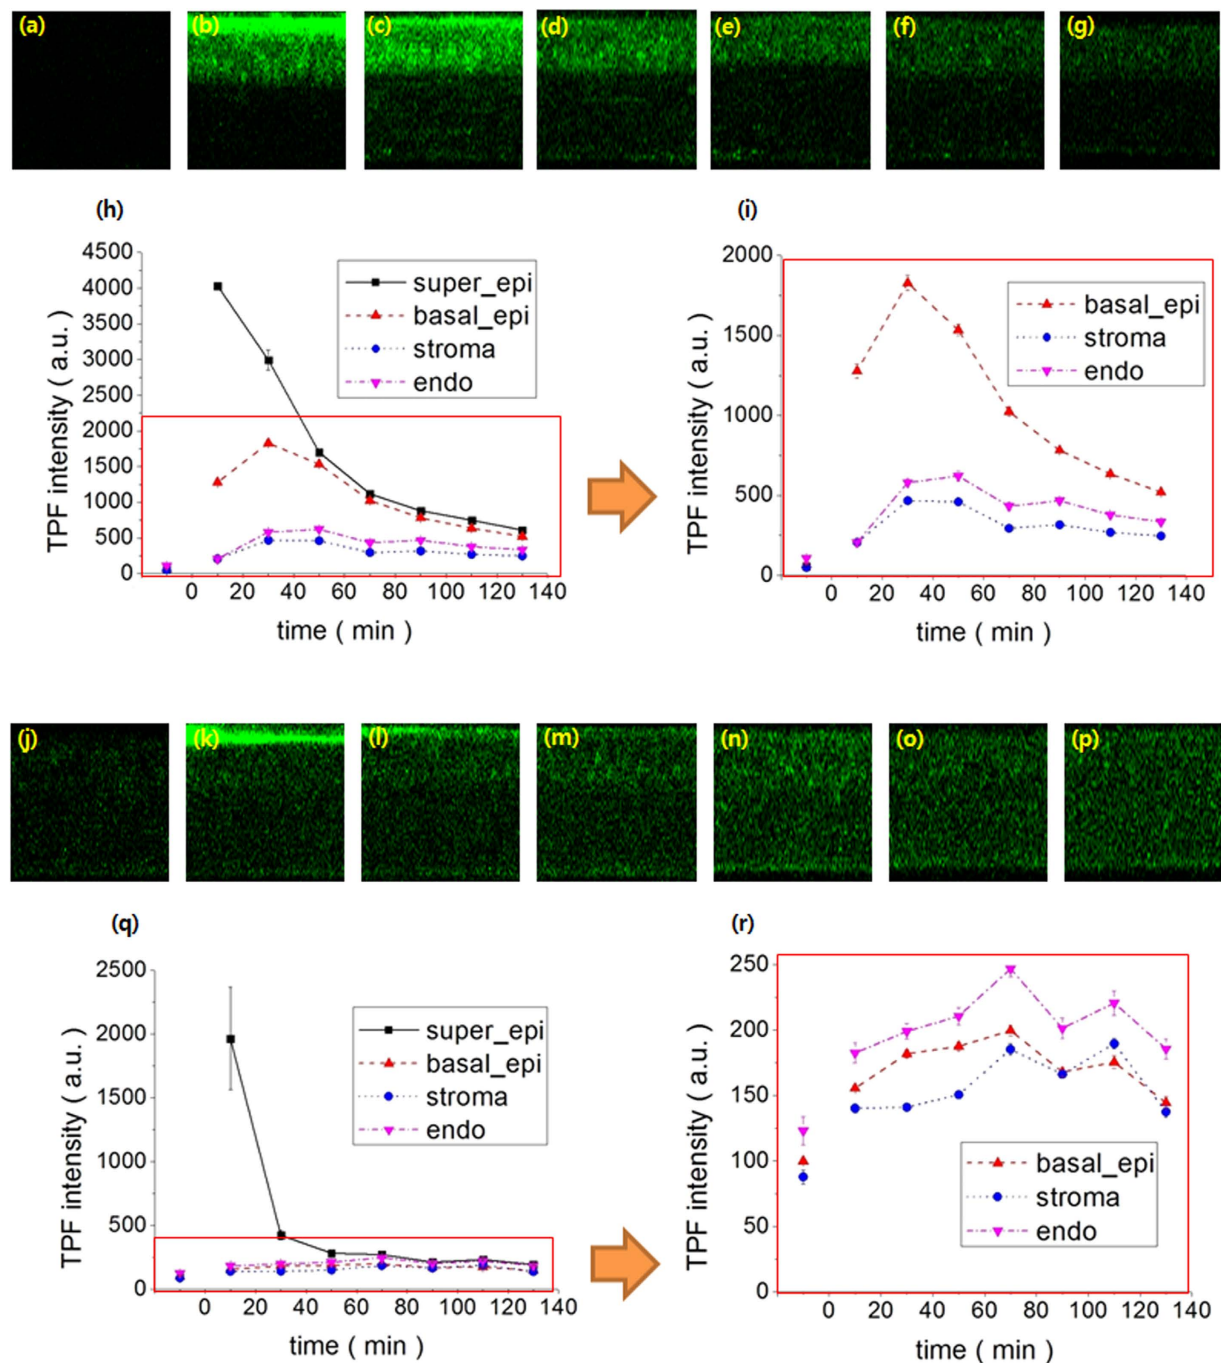 (a) (b) (c) (d) (e) (f) (g)
(h) (i)
4500
4000
3500
3000
2500
2000
1500
1000
500
0
TPF intensity ( a.u. )
super_epi
basal_epi
stroma
endo
0 20 40 60 80 100 120 140
time ( min )
2000
1500
1000
500
0
TPF intensity ( a.u. )
basal_epi
stroma
endo
0 20 40 60 80 100 120 140
time ( min )
(j) (k) (l) (m) (n) (o) (p)
(q) (r)
2500
2000
1500
1000
500
0
TPF intensity ( a.u. )
super_epi
basal_epi
stroma
endo
0 20 40 60 80 100 120 140
time ( min )
250
200
150
100
50
0
TPF intensity ( a.u. )
basal_epi
stroma
endo
0 20 40 60 80 100 120 140
time ( min )